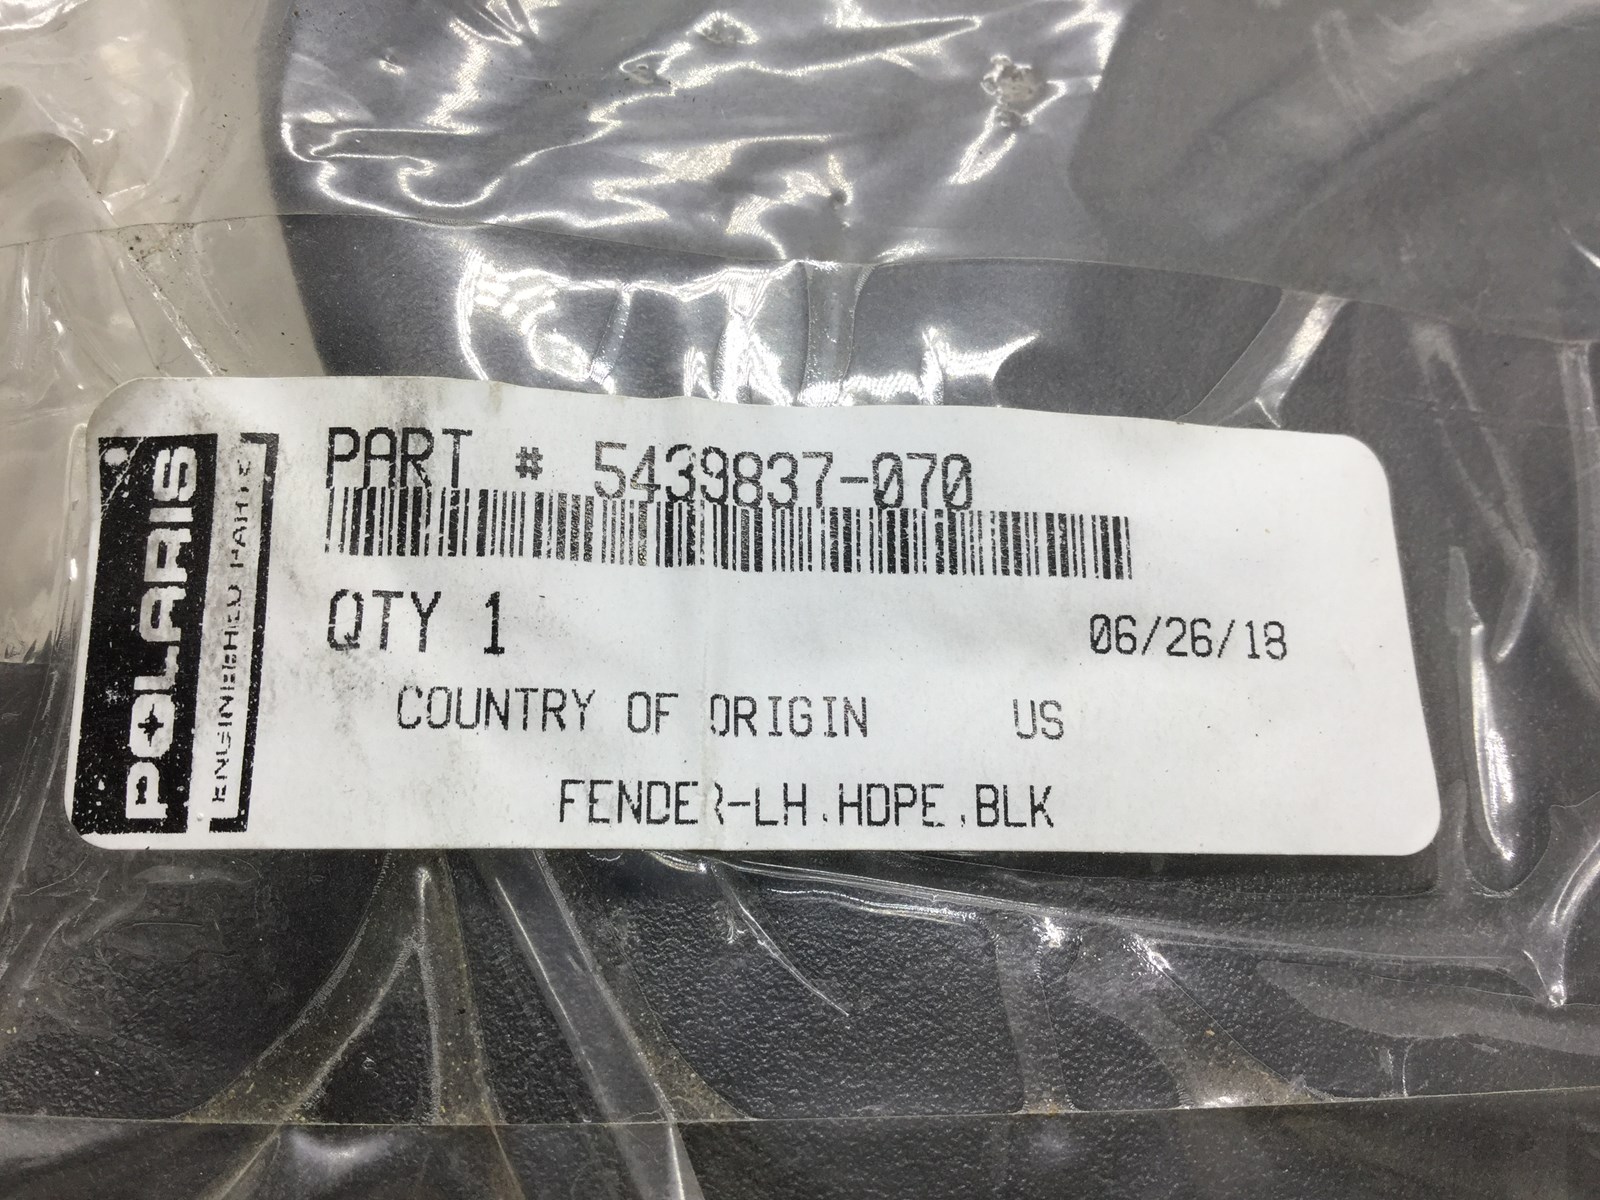 POLARIS
ENGINEERED PARTS
PART # 5439837-070
QTY 1
06/26/18
COUNTRY OF ORIGIN US
FENDER-LH,HDPE,BLK